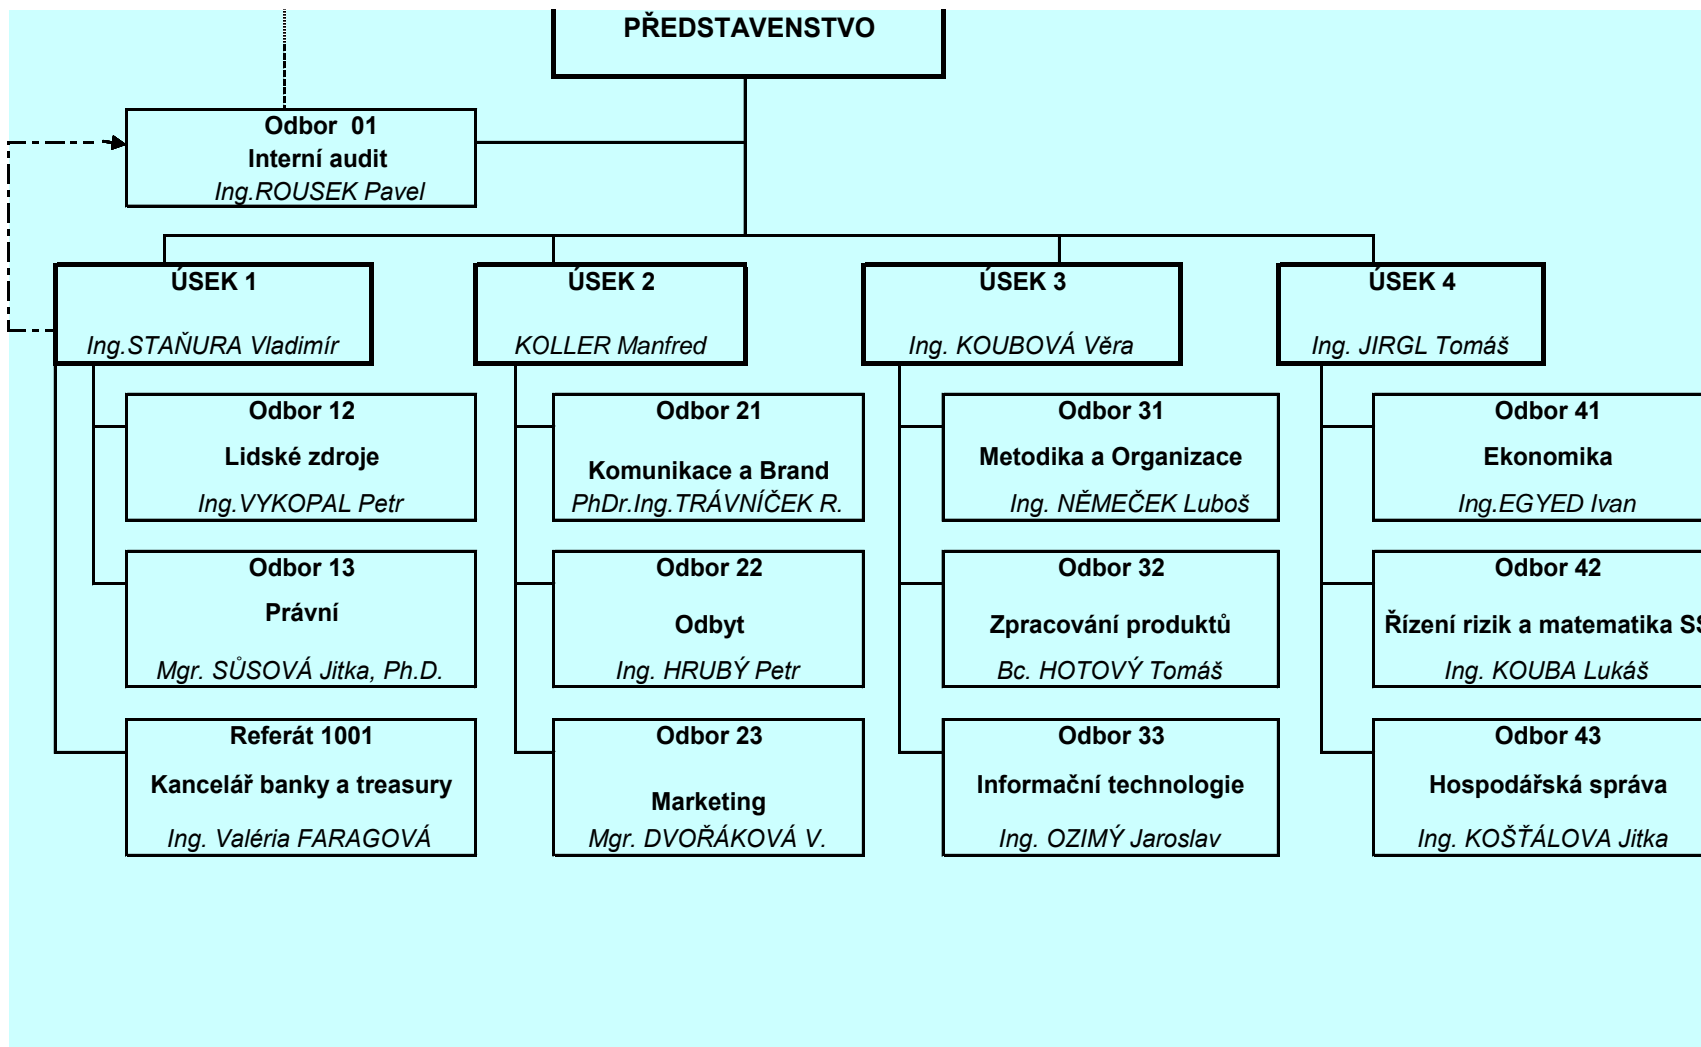 PŘEDSTAVENSTVO
Odbor 01
Interní audit
Ing.ROUSEK Pavel
ÚSEK 1
Ing.STAŇURA Vladimír
ÚSEK 2
KOLLER Manfred
ÚSEK 3
Ing. KOUBOVÁ Věra
ÚSEK 4
Ing. JIRGL Tomáš
Odbor 12
Lidské zdroje
Ing.VYKOPAL Petr
Odbor 21
Komunikace a Brand
PhDr.Ing.TRÁVNÍČEK R.
Odbor 31
Metodika a Organizace
Ing. NĚMEČEK Luboš
Odbor 41
Ekonomika
Ing.EGYED Ivan
Odbor 13
Právní
Mgr. SŮSOVÁ Jitka, Ph.D.
Odbor 22
Odbyt
Ing. HRUBÝ Petr
Odbor 32
Zpracování produktů
Bc. HOTOVÝ Tomáš
Odbor 42
Řízení rizik a matematika
Ing. KOUBA Lukáš
Referát 1001
Kancelář banky a treasury
Ing. Valéria FARAGOVÁ
Odbor 23
Marketing
Mgr. DVOŘÁKOVÁ V.
Odbor 33
Informační technologie
Ing. OZIMÝ Jaroslav
Odbor 43
Hospodářská správa
Ing. KOŠŤÁLOVA Jitka